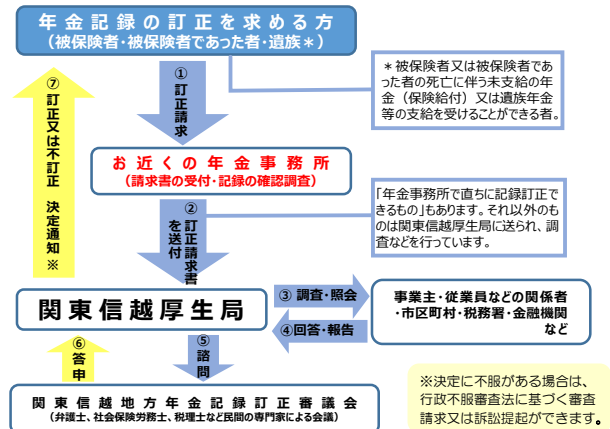 年金記録の訂正を求める方
（被保険者・被保険者であった者・遺族＊）
①
訂正請求
＊被保険者又は被保険者であ
った者の死亡に伴う未支給の年
金（保険給付）又は遺族年金
等の支給を受けることができる者。
⑦
訂正又は不訂正 決定通知※
お近くの年金事務所
（請求書の受付・記録の確認調査）
②
訂正請求書
を送付
「年金事務所で直ちに記録訂正で
きるもの」もあります。それ以外のも
のは関東信越厚生局に送られ、調
査などを行っています。
関東信越厚生局
③ 調査・照会
④回答・報告
事業主・従業員などの関係者
・市区町村・税務署・金融機関
など
⑥
答申
⑤
諮問
関東信越地方年金記録訂正審議会
（弁護士、社会保険労務士、税理士など民間の専門家による会議）
※決定に不服がある場合は、
行政不服審査法に基づく審査
請求又は訴訟提起ができます。